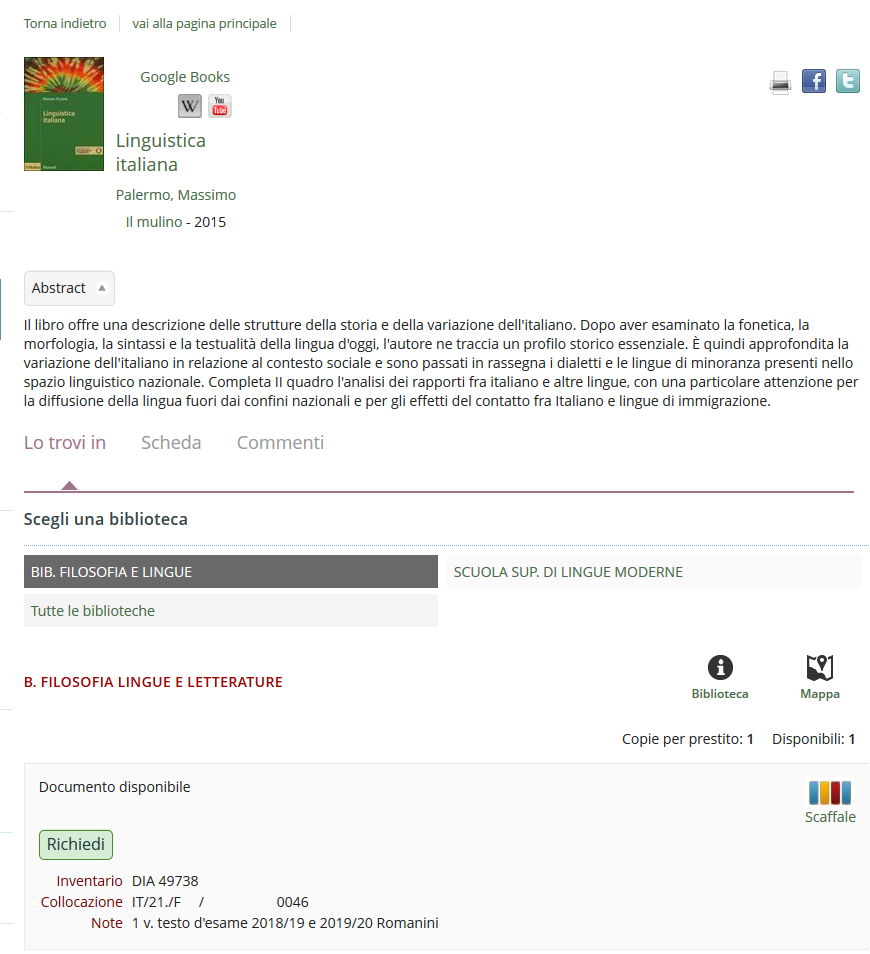 Torna indietro vai alla pagina principale
Google Books
W
You Tube
f
t
Linguistica
italiana
Linguistica
italiana
Palermo, Massimo
Il mulino - 2015
Abstract
Il libro offre una descrizione delle strutture della storia e della variazione dell'italiano. Dopo aver esaminato la fonetica, la
morfologia, la sintassi e la testualità della lingua d'oggi, l'autore ne traccia un profilo storico essenziale. È quindi approfondita la
variazione dell'italiano in relazione al contesto sociale e sono passati in rassegna i dialetti e le lingue di minoranza presenti nello
spazio linguistico nazionale. Completa II quadro l'analisi dei rapporti fra italiano e altre lingue, con una particolare attenzione per
la diffusione della lingua fuori dai confini nazionali e per gli effetti del contatto fra Italiano e lingue di immigrazione.
Lo trovi in Scheda Commenti
Scegli una biblioteca
BIB. FILOSOFIA E LINGUE SCUOLA SUP. DI LINGUE MODERNE
Tutte le biblioteche
B. FILOSOFIA LINGUE E LETTERATURE
Biblioteca Mappa
Copie per prestito: 1 Disponibili: 1
Documento disponibile
Scaffale
Richiedi
Inventario DIA 49738
Collocazione IT/21./F / 0046
Note 1 v. testo d'esame 2018/19 e 2019/20 Romanini